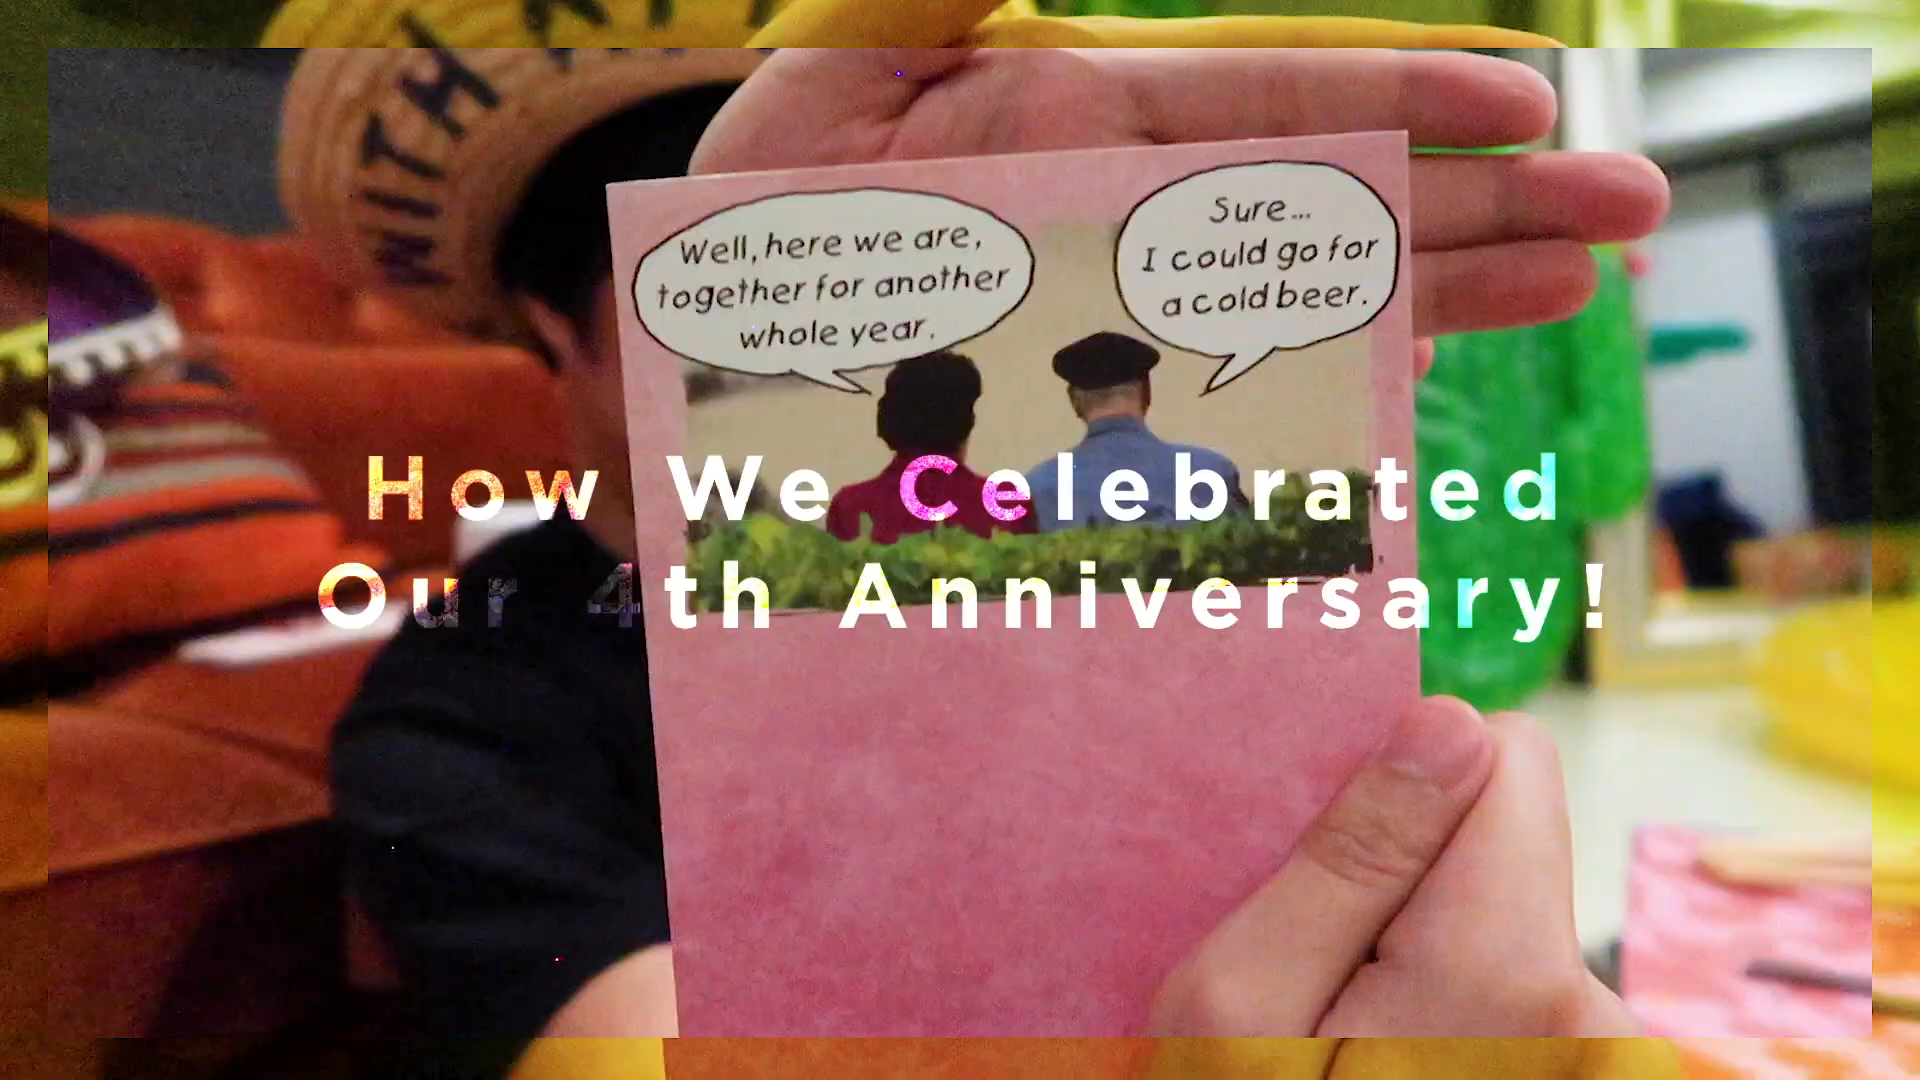 WITH
Well, here we are,
together for another
whole year.
Sure...
I could go for
a cold beer.
How We Celebrated
Our 4th Anniversary!